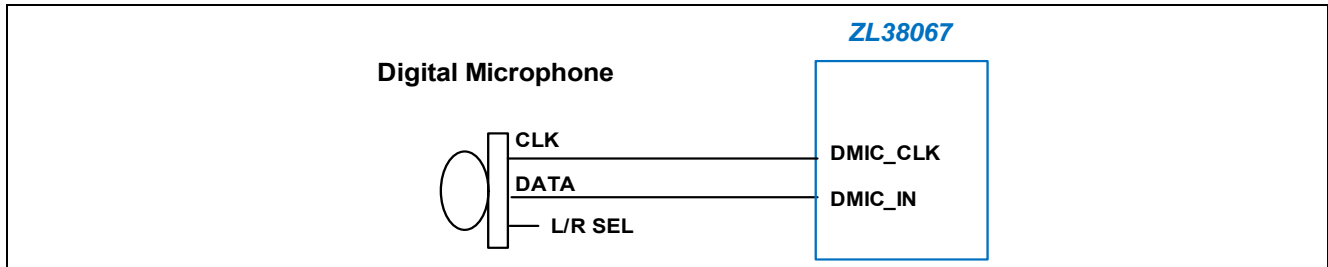 ZL38067
Digital Microphone
CLK
DMIC_CLK
DATA
DMIC_IN
L/R SEL